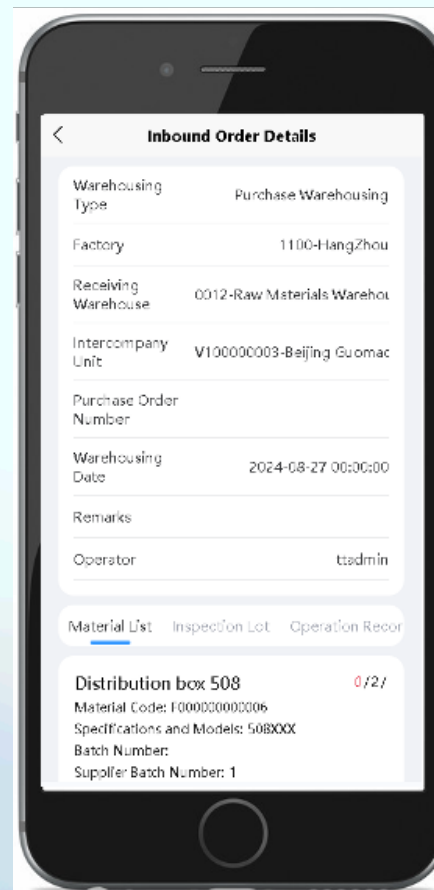 Inbound Order Details
Warehousing
Type
Purchase Warehousing
Factory
1100-HangZhou
Receiving
Warehouse
0012-Raw Materials Warehou
Intercompany
Unit
V100000003-Beijing Guomac
Purchase Order
Number
Warehousing
Date
2024-08-27 00:00:00
Remarks
Operator
ttadmin
Material List Inspection Lot Operation Recor
Distribution box 508 0/2/
Material Code: F000000000006
Specifications and Models: 508XXX
Batch Number:
Supplier Batch Number: 1